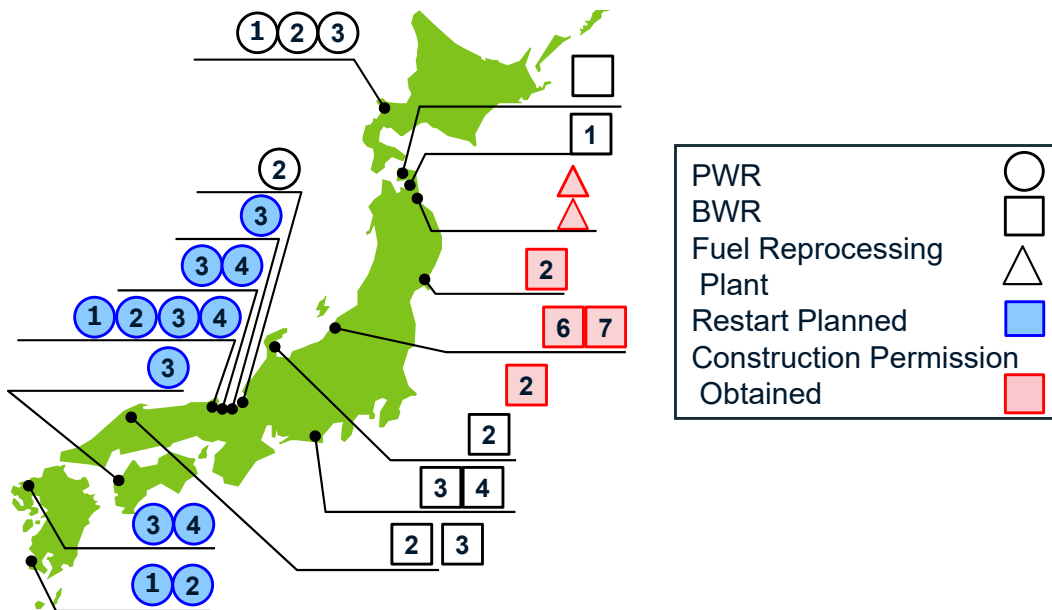 1 2 3
1
2
3
3 4
2
1 2 3 4
6 7
3
2
2
3 4
3 4
2 3
1 2
PWR
BWR
Fuel Reprocessing
Plant
Restart Planned
Construction Permission
Obtained